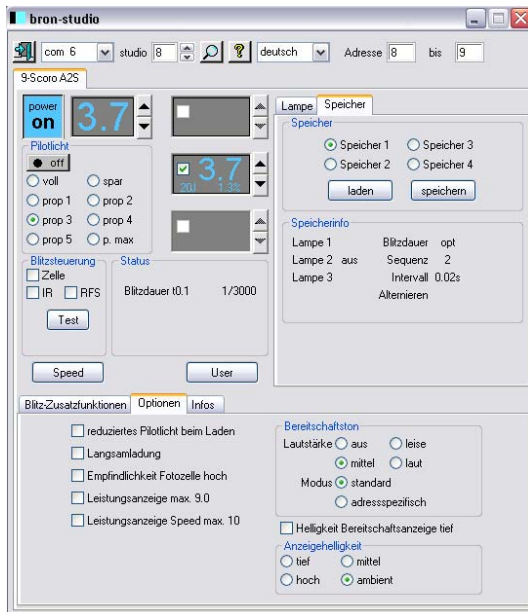 bron-studio
com 6 studio 8 ? deutsch Adresse 8 bis 9
9-Scoro A2S
power on 3.7
Pilotlicht
off
voll spar
prop 1 prop 2
prop 3 prop 4
prop 5 p. max
3.7
20J 1.3%
Blitzsteuerung
Zelle
IR RFS
Test
Status
Blitzdauer t0.1 1/3000
Speed User
Lampe Speicher
Speicher
Speicher 1 Speicher 3
Speicher 2 Speicher 4
laden speichern
Speicherinfo
Lampe 1 Blitzdauer opt
Lampe 2 aus Sequenz 2
Lampe 3 Intervall 0.02s
Alternieren
Blitz-Zusatzfunktionen Optionen Infos
reduziertes Pilotlicht beim Laden
Langsamladung
Empfindlichkeit Fotozelle hoch
Leistungsanzeige max. 9.0
Leistungsanzeige Speed max. 10
Bereitschaftston
Lautstärke aus leise
mittel laut
Modus standard
adressspezifisch
Helligkeit Bereitschaftsanzeige tief
Anzeigehelligkeit
tief mittel
hoch ambient